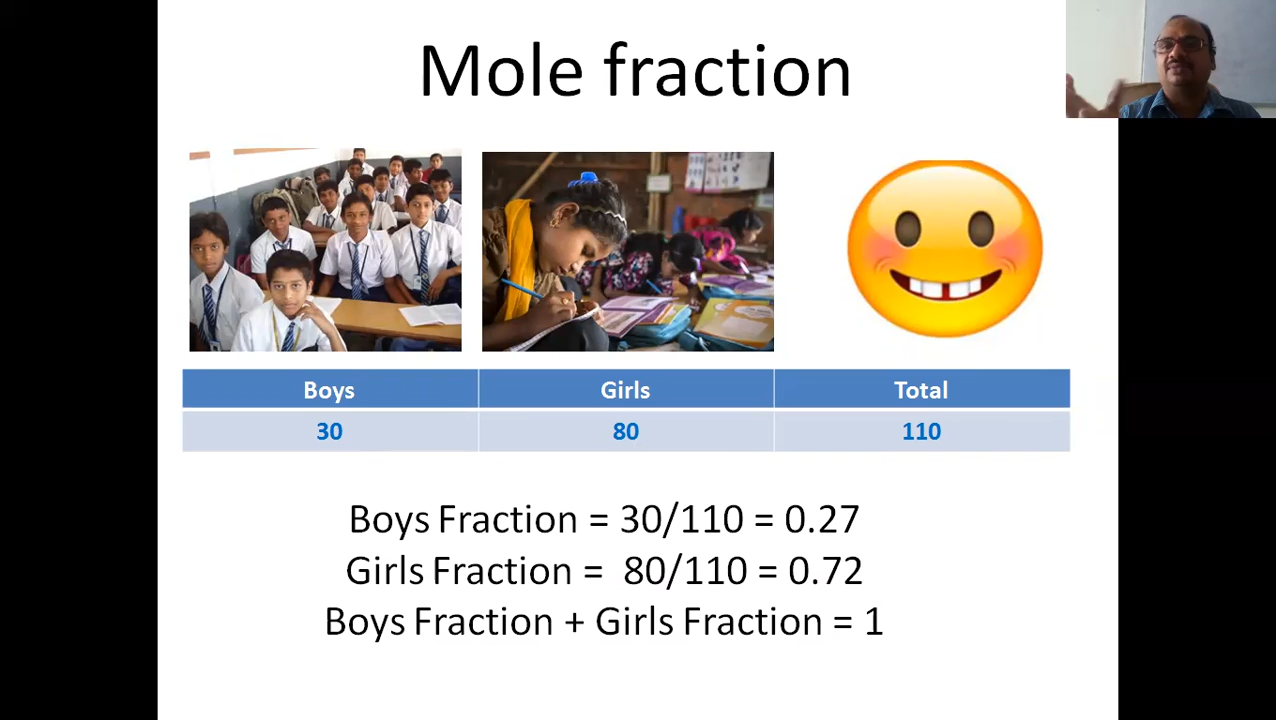 Mole fraction
Boys Girls Total
30 80 110
Boys Fraction = 30/110 = 0.27
Girls Fraction = 80/110 = 0.72
Boys Fraction + Girls Fraction = 1